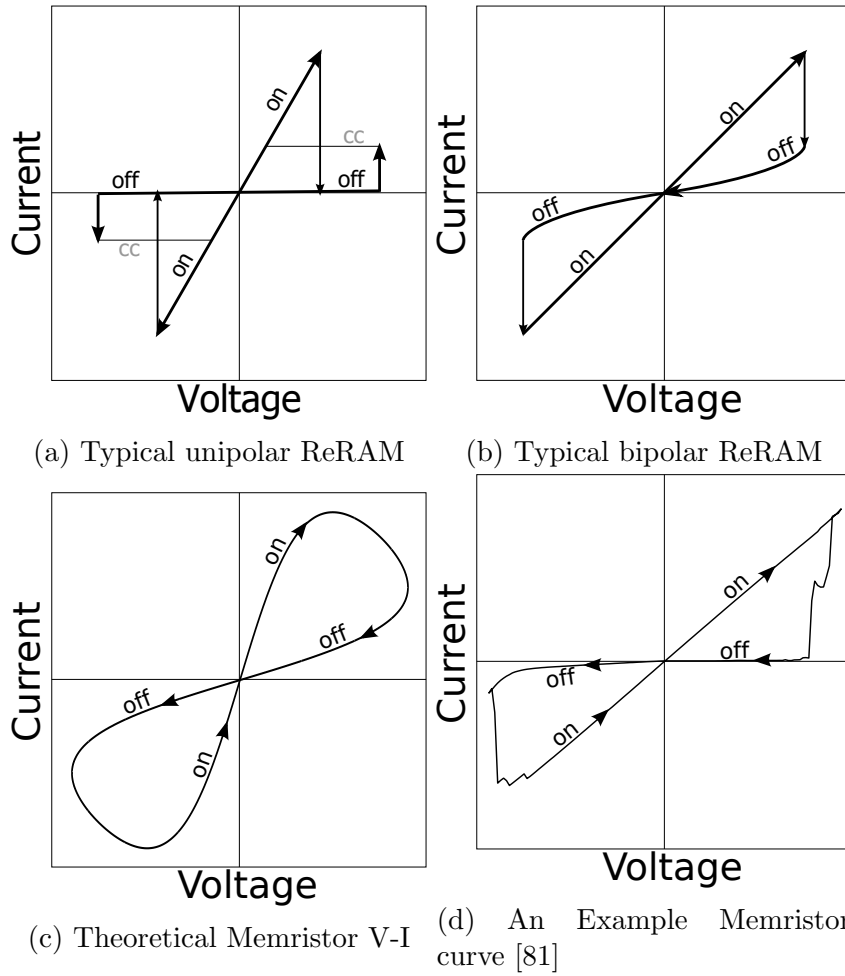 Current
on
cc
off
off
cc
on
Voltage
(a) Typical unipolar ReRAM
Current
on
off
off
on
Voltage
(b) Typical bipolar ReRAM
Current
on
off
off
on
Voltage
(c) Theoretical Memristor V-I
Current
on
off
off
on
Voltage
(d) An Example Memristor
curve [81]